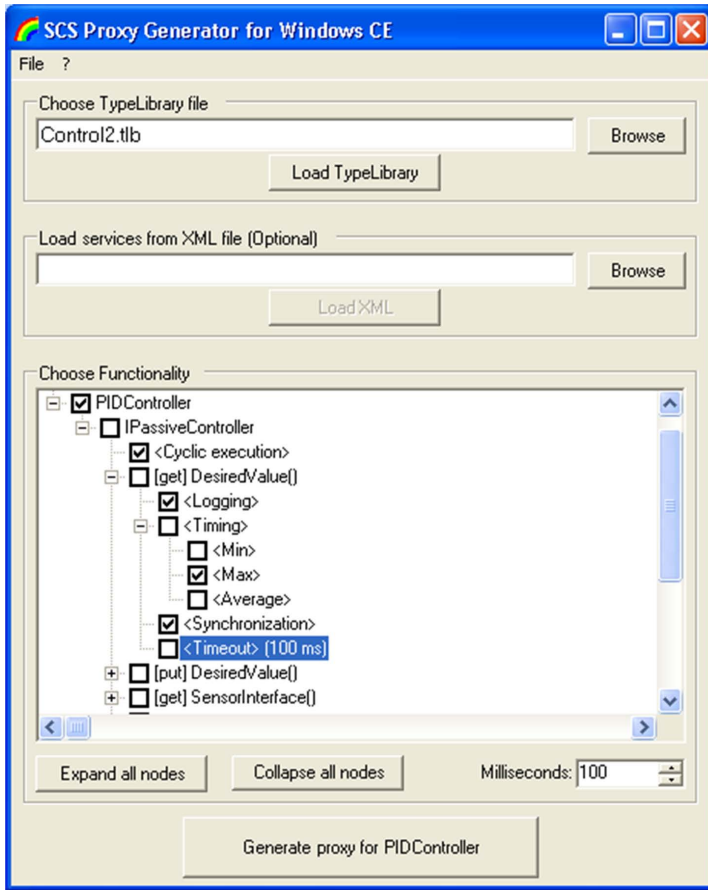 SCS Proxy Generator for Windows CE
File ?
Choose TypeLibrary file
Control2.tlb
Browse
Load TypeLibrary
Load services from XML file (Optional)
Browse
Load XML
Choose Functionality
PIDController
IPassiveController
<Cyclic execution>
[get] DesiredValue()
<Logging>
<Timing>
<Min>
<Max>
<Average>
<Synchronization>
<Timeout> (100 ms)
[put] DesiredValue()
[get] SensorInterface()
Expand all nodes
Collapse all nodes
Milliseconds: 100
Generate proxy for PIDController